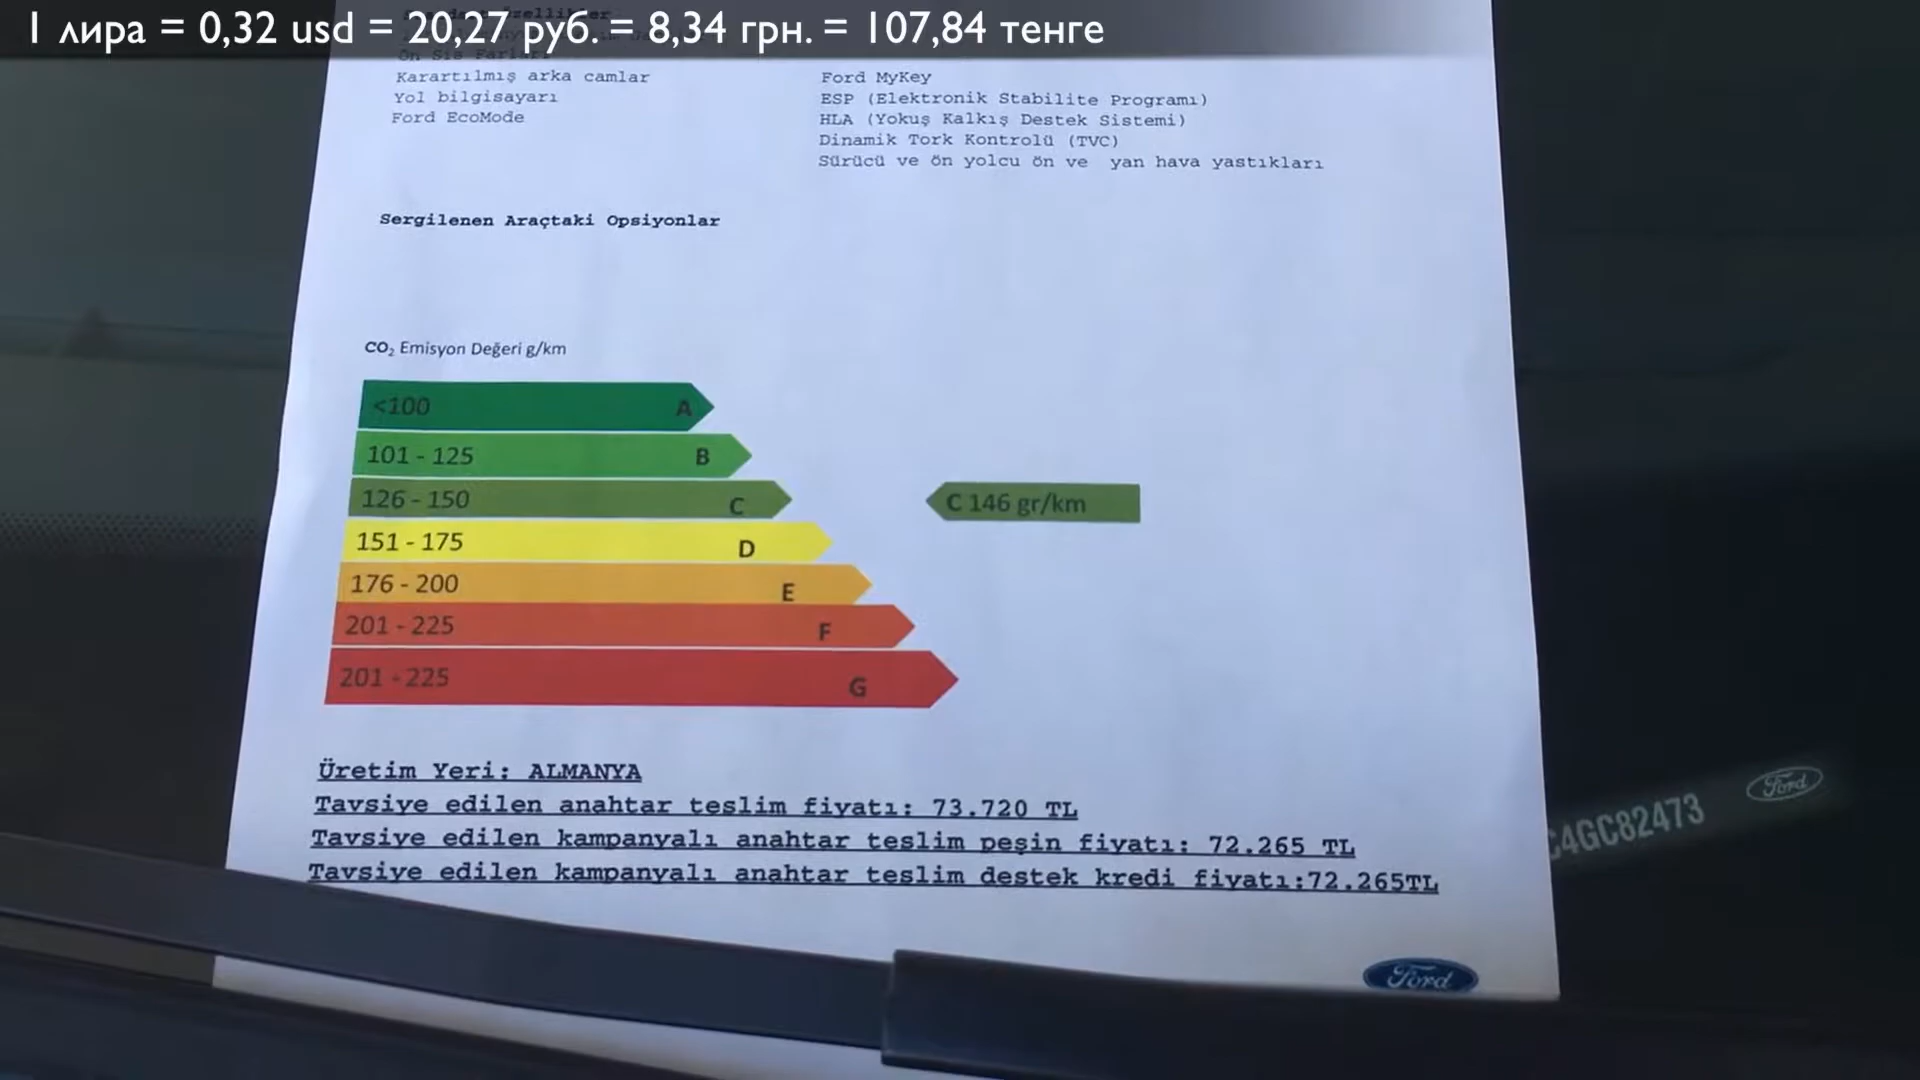 1 лира = 0,32 usd = 20,27 руб. = 8,34 грн. = 107,84 тенге
Ön Sis Farları
Karartılmış arka camlar
Yol bilgisayarı
Ford EcoMode
Ford MyKey
ESP (Elektronik Stabilite Programı)
HLA (Yokuş Kalkış Destek Sistemi)
Dinamik Tork Kontrolü (TVC)
Sürücü ve ön yolcu ön ve yan hava yastıkları
Sergilenen Araçtaki Opsiyonlar
CO₂ Emisyon Değeri g/km
<100 A
101 - 125 B
126 - 150 C
C 146 gr/km
151 - 175 D
176 - 200 E
201 - 225 F
201 - 225 G
Üretim Yeri: ALMANYA
Tavsiye edilen anahtar teslim fiyatı: 73.720 TL
Tavsiye edilen kampanyalı anahtar teslim peşin fiyatı: 72.265 TL
Tavsiye edilen kampanyalı anahtar teslim destek kredi fiyatı:72.265TL
Ford
C4GC82473
Ford